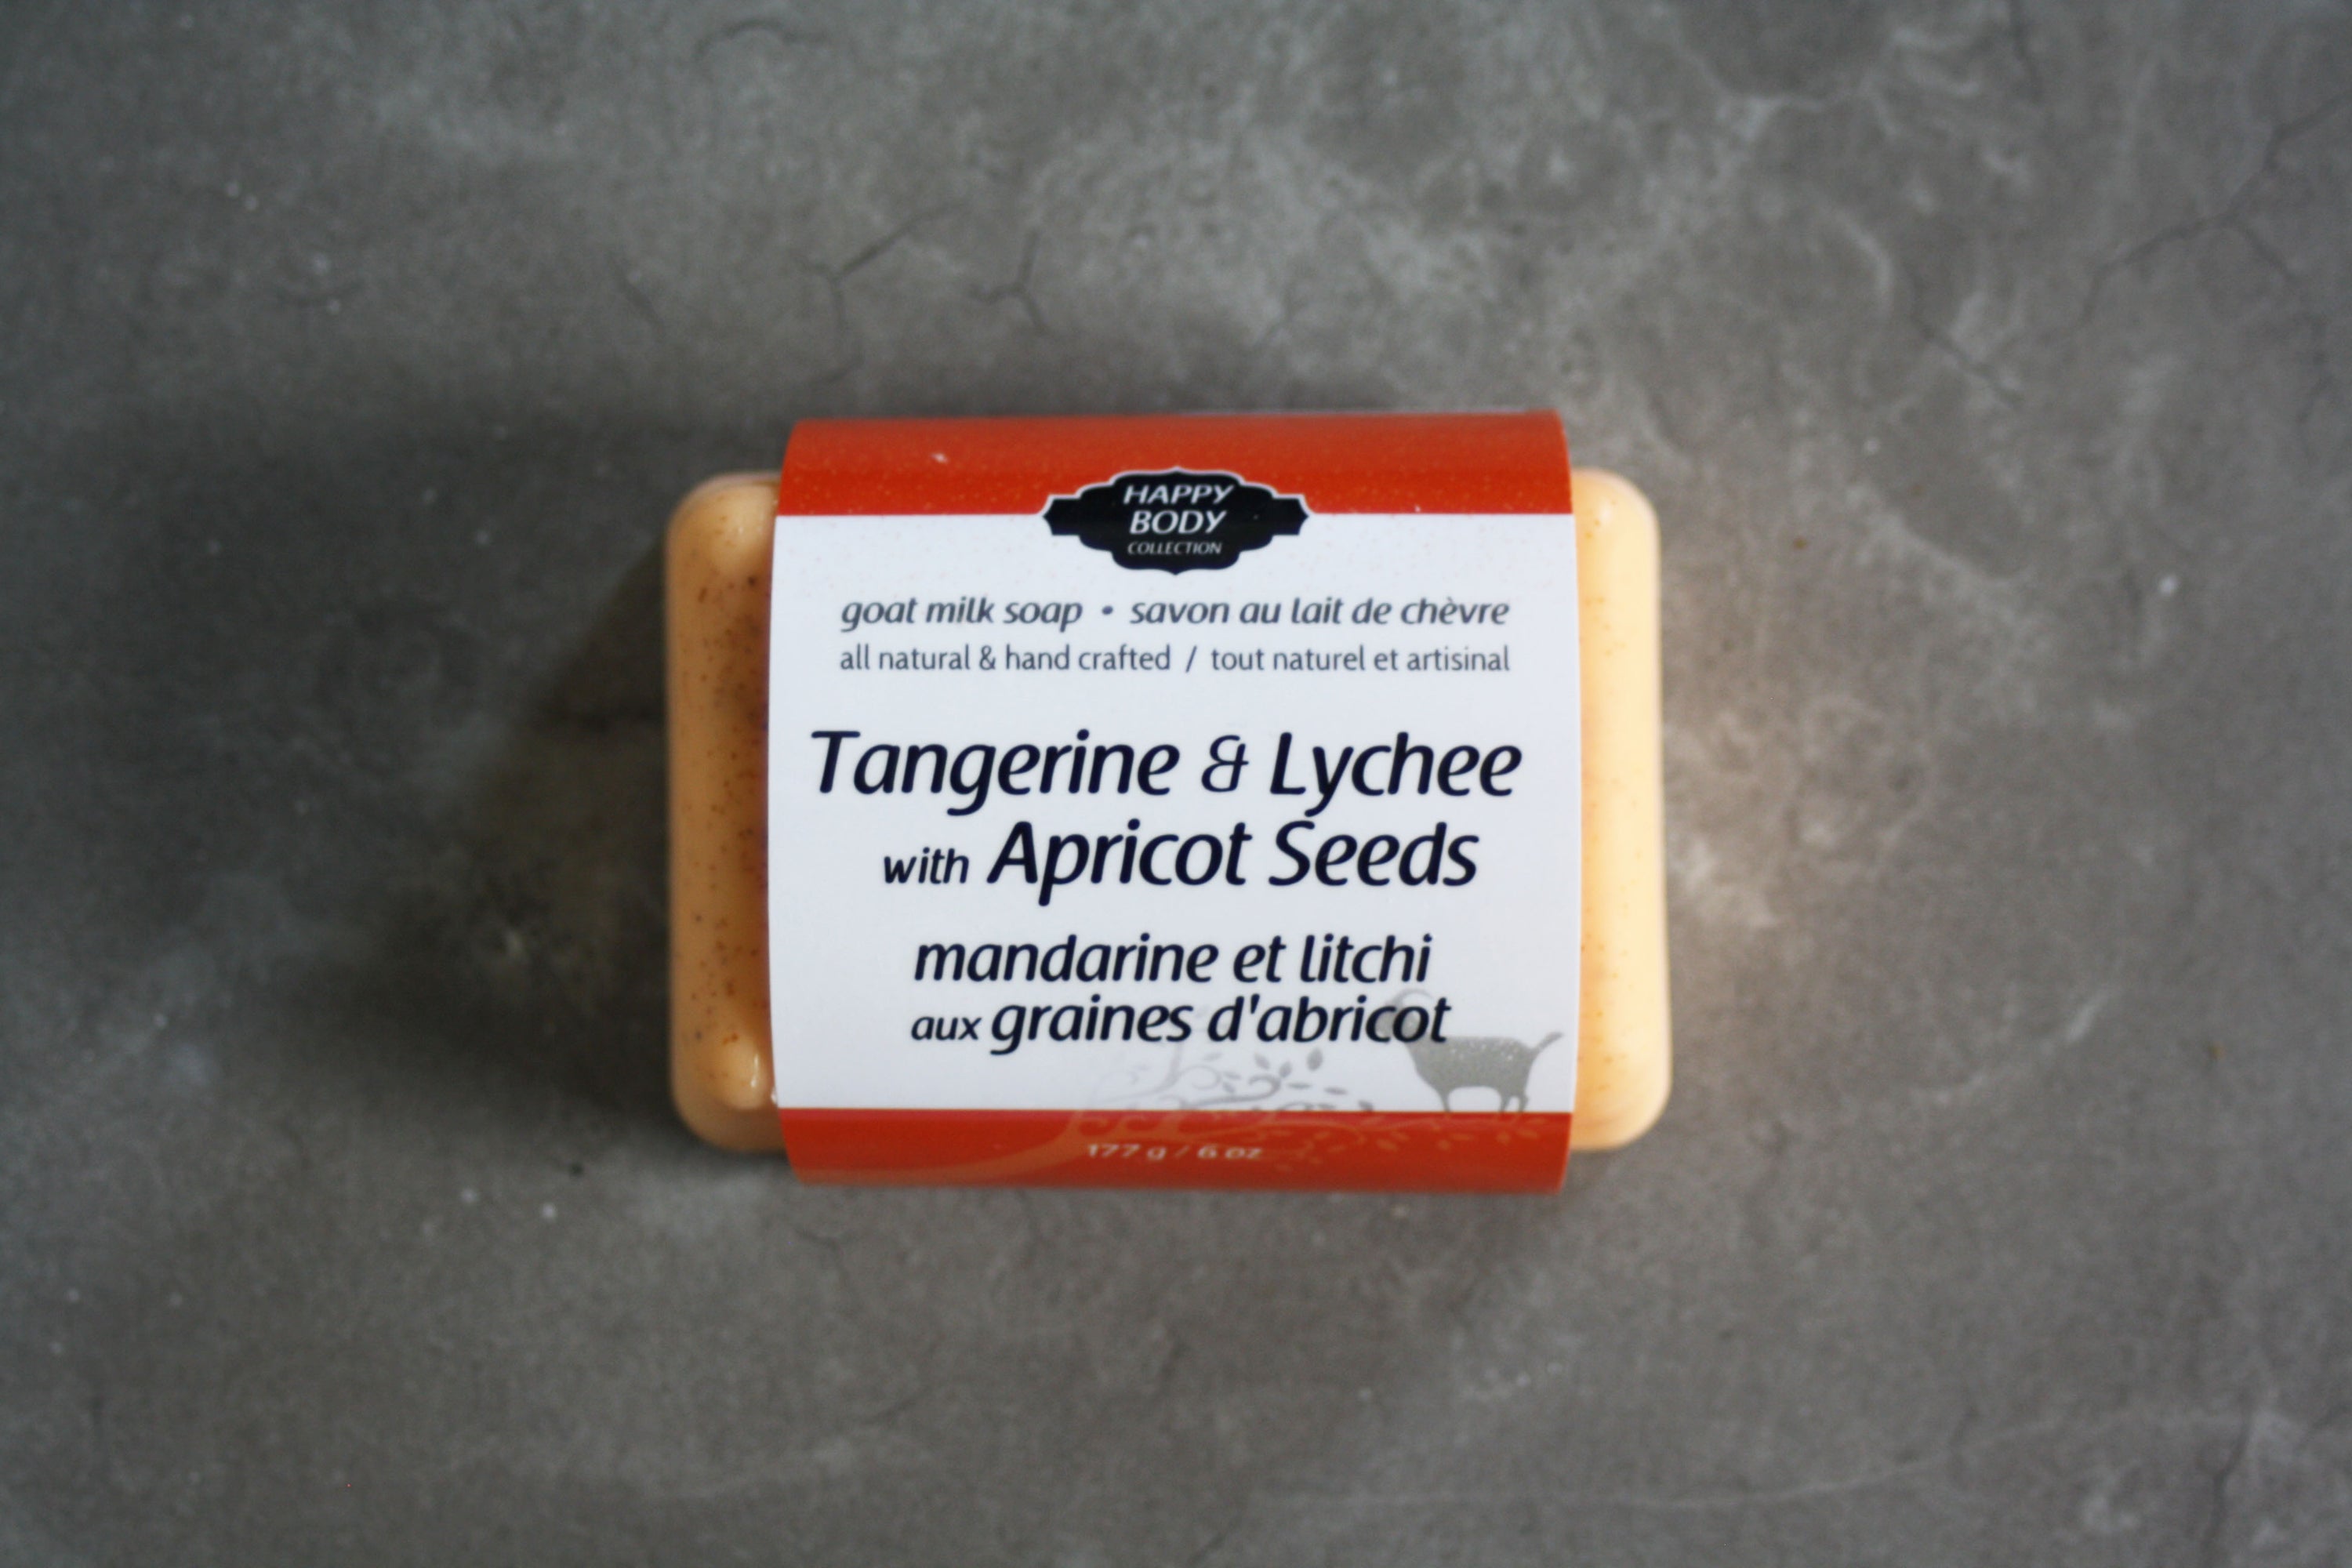 HAPPY
BODY
COLLECTION
goat milk soap • savon au lait de chèvre
all natural & hand crafted / tout naturel et artisinal
Tangerine & Lychee
with Apricot Seeds
mandarine et litchi
aux graines d'abricot
177 g / 6 oz